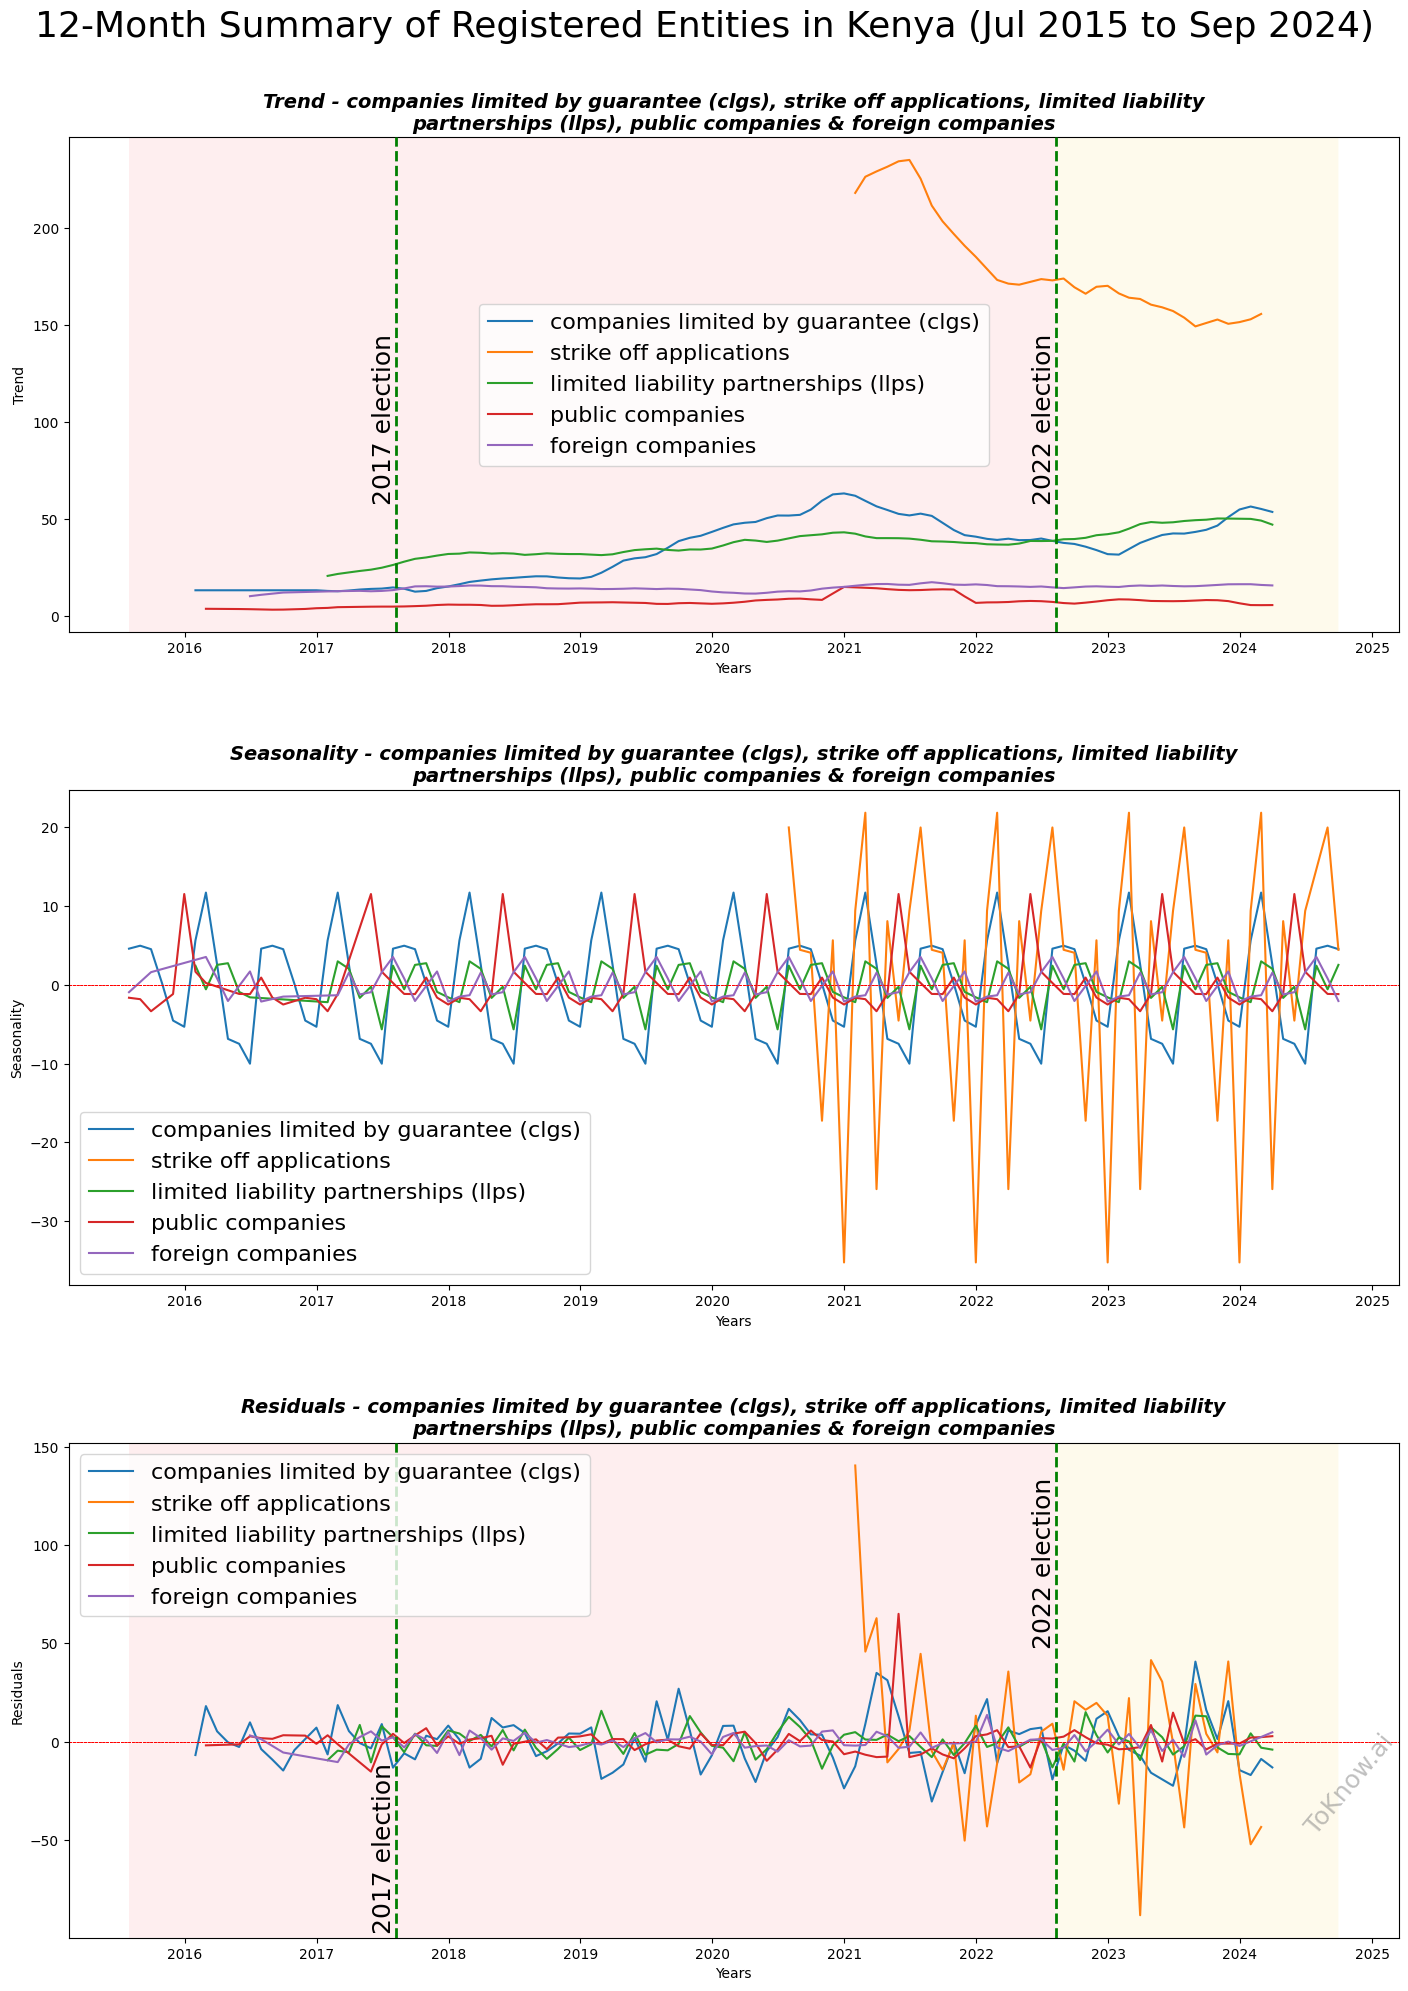 12-Month Summary of Registered Entities in Kenya (Jul 2015 to Sep 2024)
Trend - companies limited by guarantee (clgs), strike off applications, limited liability
partnerships (llps), public companies & foreign companies
Trend
200
150
100
50
0
2017 election
companies limited by guarantee (clgs)
strike off applications
limited liability partnerships (llps)
public companies
foreign companies
2022 election
2016
2017
2018
2019
2020
2021
2022
2023
2024
2025
Years
Seasonality - companies limited by guarantee (clgs), strike off applications, limited liability
partnerships (llps), public companies & foreign companies
Seasonality
20
10
0
−10
−20
−30
companies limited by guarantee (clgs)
strike off applications
limited liability partnerships (llps)
public companies
foreign companies
2016
2017
2018
2019
2020
2021
2022
2023
2024
2025
Years
Residuals - companies limited by guarantee (clgs), strike off applications, limited liability
partnerships (llps), public companies & foreign companies
Residuals
150
100
50
0
−50
companies limited by guarantee (clgs)
strike off applications
limited liability partnerships (llps)
public companies
foreign companies
2017 election
2022 election
ToKnow.ai
2016
2017
2018
2019
2020
2021
2022
2023
2024
2025
Years